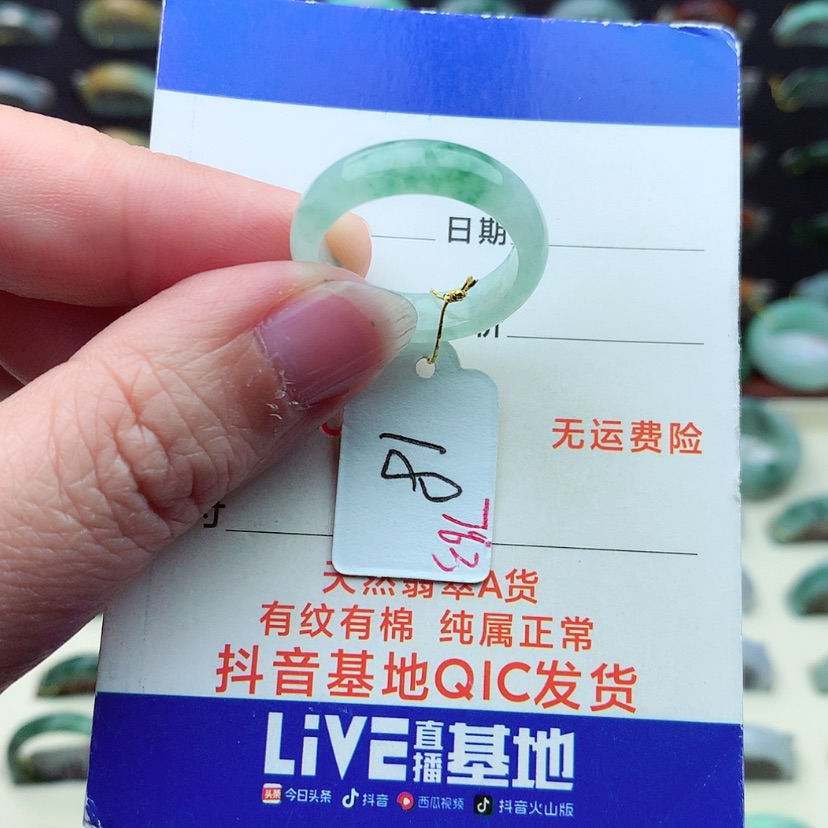 日期
无运费险
81
763
天然翡翠A货
有纹有棉 纯属正常
抖音基地QIC发货
LiVE直播基地
今日头条 抖音 西瓜视频 抖音火山版